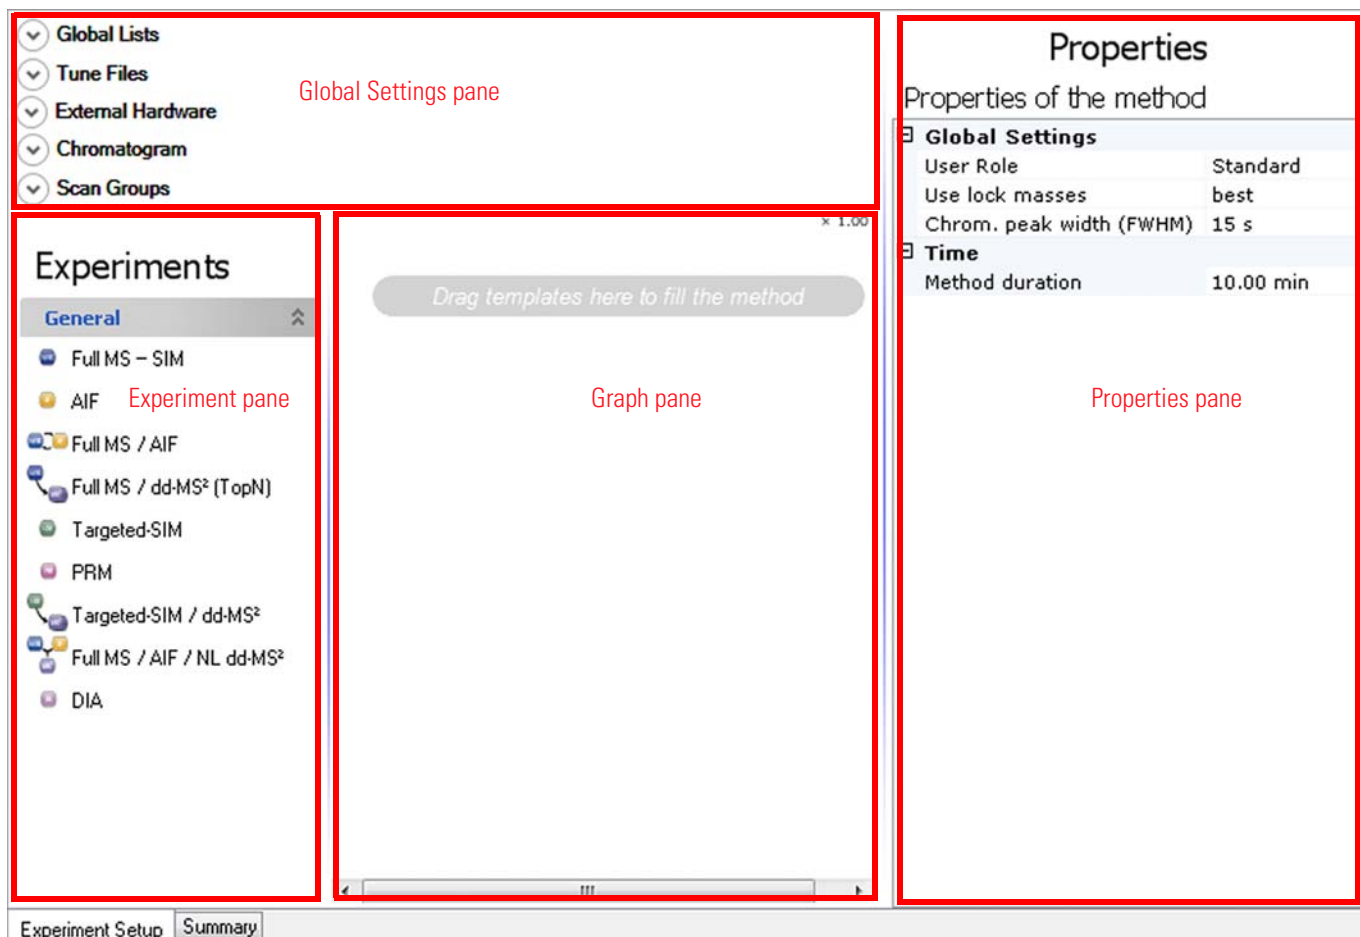 Global Lists
Tune Files
External Hardware
Chromatogram
Scan Groups
Global Settings pane
Experiments
General
Full MS – SIM
AIF
Full MS / AIF
Full MS / dd-MS² (TopN)
Targeted-SIM
PRM
Targeted-SIM / dd-MS²
Full MS / AIF / NL dd-MS²
DIA
Experiment pane
× 1.00
Drag templates here to fill the method
Graph pane
Properties
Properties of the method
Global Settings
User Role Standard
Use lock masses best
Chrom. peak width (FWHM) 15 s
Time
Method duration 10.00 min
Properties pane
Experiment Setup Summary